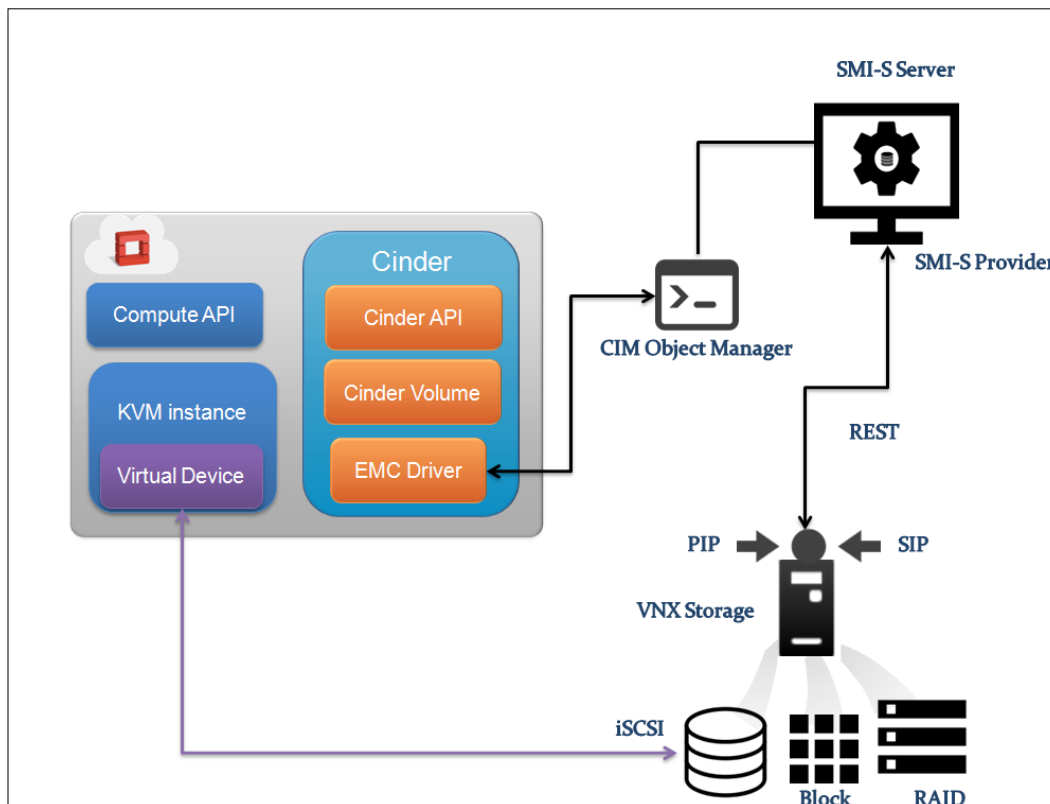 SMI-S Server
SMI-S Provider
Cinder
Compute API
Cinder API
CIM Object Manager
Cinder Volume
KVM instance
REST
EMC Driver
Virtual Device
PIP
SIP
VNX Storage
iSCSI
Block
RAID